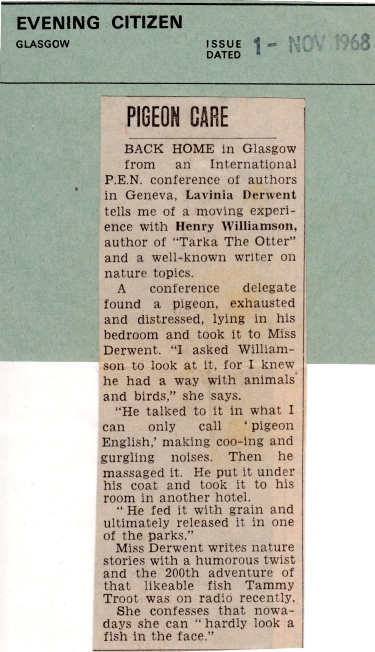 EVENING CITIZEN
GLASGOW
ISSUE
DATED
1 - NOV 1968
PIGEON CARE
BACK HOME in Glasgow
from an International
P.E.N. conference of authors
in Geneva, Lavinia Derwent
tells me of a moving experi-
ence with Henry Williamson,
author of "Tarka The Otter"
and a well-known writer on
nature topics.
A conference delegate
found a pigeon, exhausted
and distressed, lying in his
bedroom and took it to Miss
Derwent. "I asked William-
son to look at it, for I knew
he had a way with animals
and birds," she says.
"He talked to it in what I
can only call 'pigeon
English,' making coo-ing and
gurgling noises. Then he
massaged it. He put it under
his coat and took it to his
room in another hotel.
"He fed it with grain and
ultimately released it in one
of the parks."
Miss Derwent writes nature
stories with a humorous twist
and the 200th adventure of
that likeable fish Tammy
Troot was on radio recently.
She confesses that nowa-
days she can "hardly look a
fish in the face."